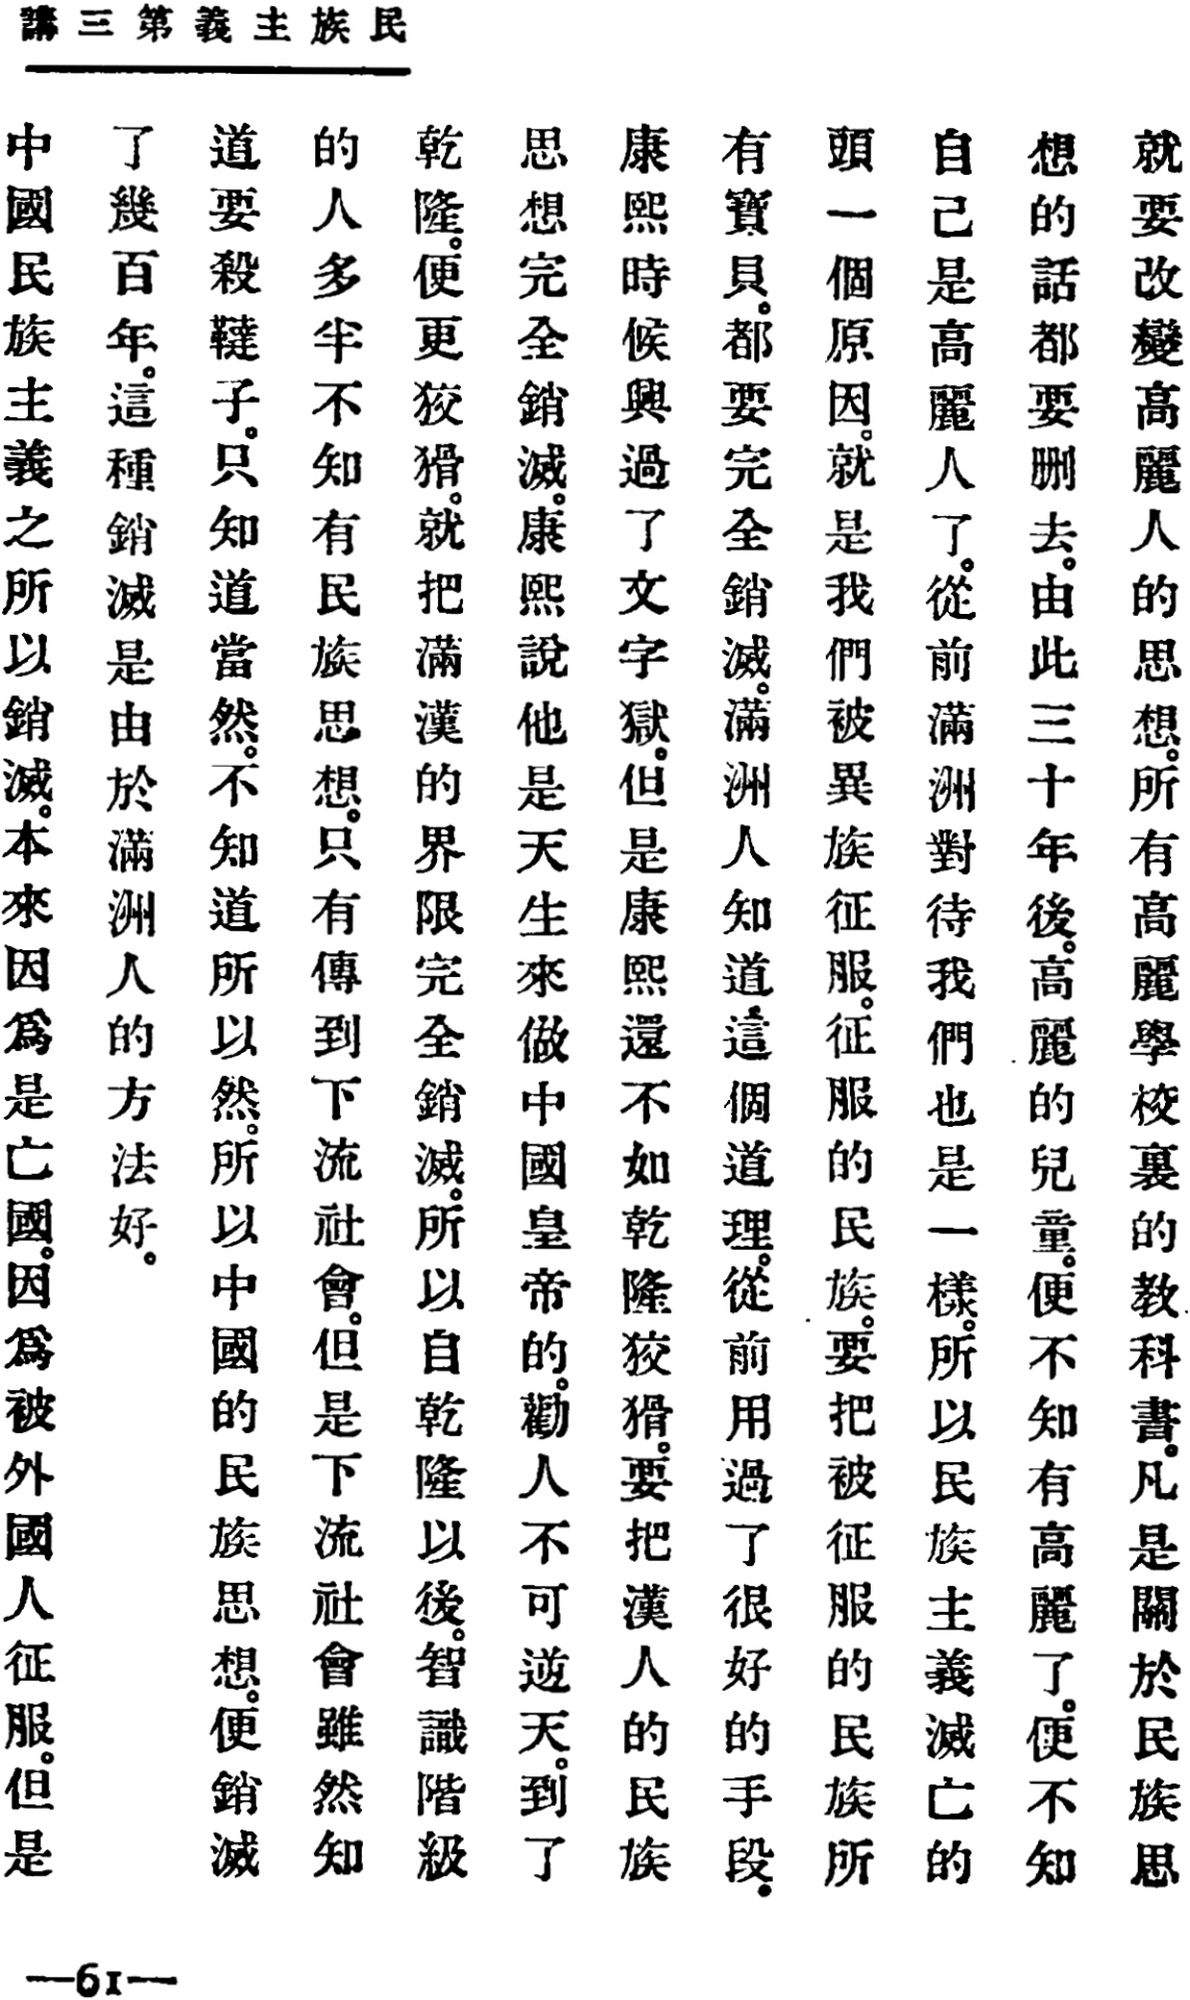 民族主義第三講
就要改變高麗人的思想。所有高麗學校裏的教科書。凡是關於民族思
想的話都要刪去。由此三十年後。高麗的兒童。便不知有高麗了。便不知
自己是高麗人了。從前滿洲對待我們也是一樣。所以民族主義滅亡的
頭一個原因。就是我們被異族征服。征服的民族。要把被征服的民族所
有寶貝。都要完全銷滅。滿洲人知道這個道理。從前用過了很好的手段。
康熙時候興過了文字獄。但是康熙還不如乾隆狡猾。要把漢人的民族
思想完全銷滅。康熙說他是天生來做中國皇帝的。勸人不可逆天。到了
乾隆。便更狡猾。就把滿漢的界限完全銷滅。所以自乾隆以後。智識階級
的人多半不知有民族思想。只有傳到下流社會。但是下流社會雖然知
道要殺韃子。只知道當然。不知道所以然。所以中國的民族思想。便銷滅
了幾百年。這種銷滅是由於滿洲人的方法好。
中國民族主義之所以銷滅。本來因爲是亡國。因爲被外國人征服。但是
—61—